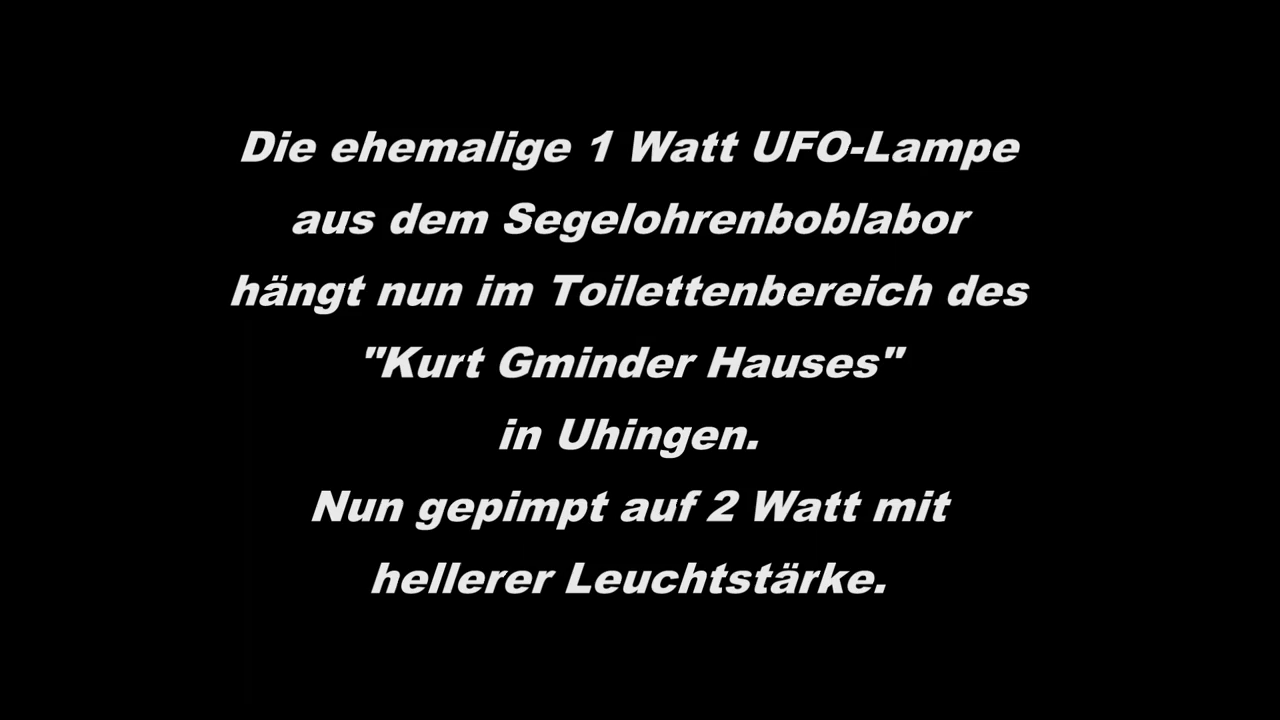 Die ehemalige 1 Watt UFO-Lampe
aus dem Segelohrenboblabor
hängt nun im Toilettenbereich des
"Kurt Gminder Hauses"
in Uhingen.
Nun gepimpt auf 2 Watt mit
hellerer Leuchtstärke.